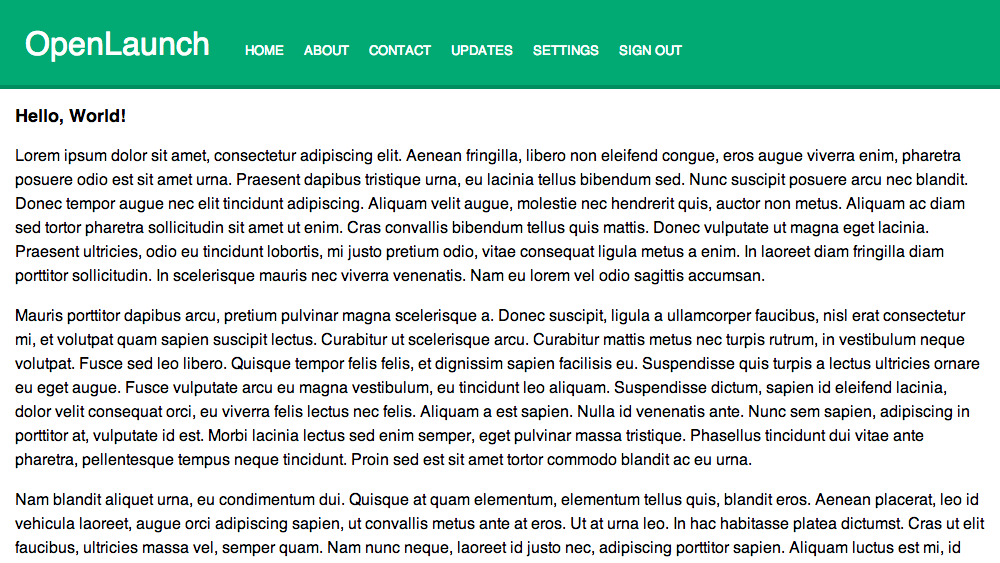 OpenLaunch
HOME ABOUT CONTACT UPDATES SETTINGS SIGN OUT
Hello, World!
Lorem ipsum dolor sit amet, consectetur adipiscing elit. Aenean fringilla, libero non eleifend congue, eros augue viverra enim, pharetra
posuere odio est sit amet urna. Praesent dapibus tristique urna, eu lacinia tellus bibendum sed. Nunc suscipit posuere arcu nec blandit.
Donec tempor augue nec elit tincidunt adipiscing. Aliquam velit augue, molestie nec hendrerit quis, auctor non metus. Aliquam ac diam
sed tortor pharetra sollicitudin sit amet ut enim. Cras convallis bibendum tellus quis mattis. Donec vulputate ut magna eget lacinia.
Praesent ultricies, odio eu tincidunt lobortis, mi justo pretium odio, vitae consequat ligula metus a enim. In laoreet diam fringilla diam
porttitor sollicitudin. In scelerisque mauris nec viverra venenatis. Nam eu lorem vel odio sagittis accumsan.
Mauris porttitor dapibus arcu, pretium pulvinar magna scelerisque a. Donec suscipit, ligula a ullamcorper faucibus, nisl erat consectetur
mi, et volutpat quam sapien suscipit lectus. Curabitur ut scelerisque arcu. Curabitur mattis metus nec turpis rutrum, in vestibulum neque
volutpat. Fusce sed leo libero. Quisque tempor felis felis, et dignissim sapien facilisis eu. Suspendisse quis turpis a lectus ultricies ornare
eu eget augue. Fusce vulputate arcu eu magna vestibulum, eu tincidunt leo aliquam. Suspendisse dictum, sapien id eleifend lacinia,
dolor velit consequat orci, eu viverra felis lectus nec felis. Aliquam a est sapien. Nulla id venenatis ante. Nunc sem sapien, adipiscing in
porttitor at, vulputate id est. Morbi lacinia lectus sed enim semper, eget pulvinar massa tristique. Phasellus tincidunt dui vitae ante
pharetra, pellentesque tempus neque tincidunt. Proin sed est sit amet tortor commodo blandit ac eu urna.
Nam blandit aliquet urna, eu condimentum dui. Quisque at quam elementum, elementum tellus quis, blandit eros. Aenean placerat, leo id
vehicula laoreet, augue orci adipiscing sapien, ut convallis metus ante at eros. Ut at urna leo. In hac habitasse platea dictumst. Cras ut elit
faucibus, ultricies massa vel, semper quam. Nam nunc neque, laoreet id justo nec, adipiscing porttitor sapien. Aliquam luctus est mi, id